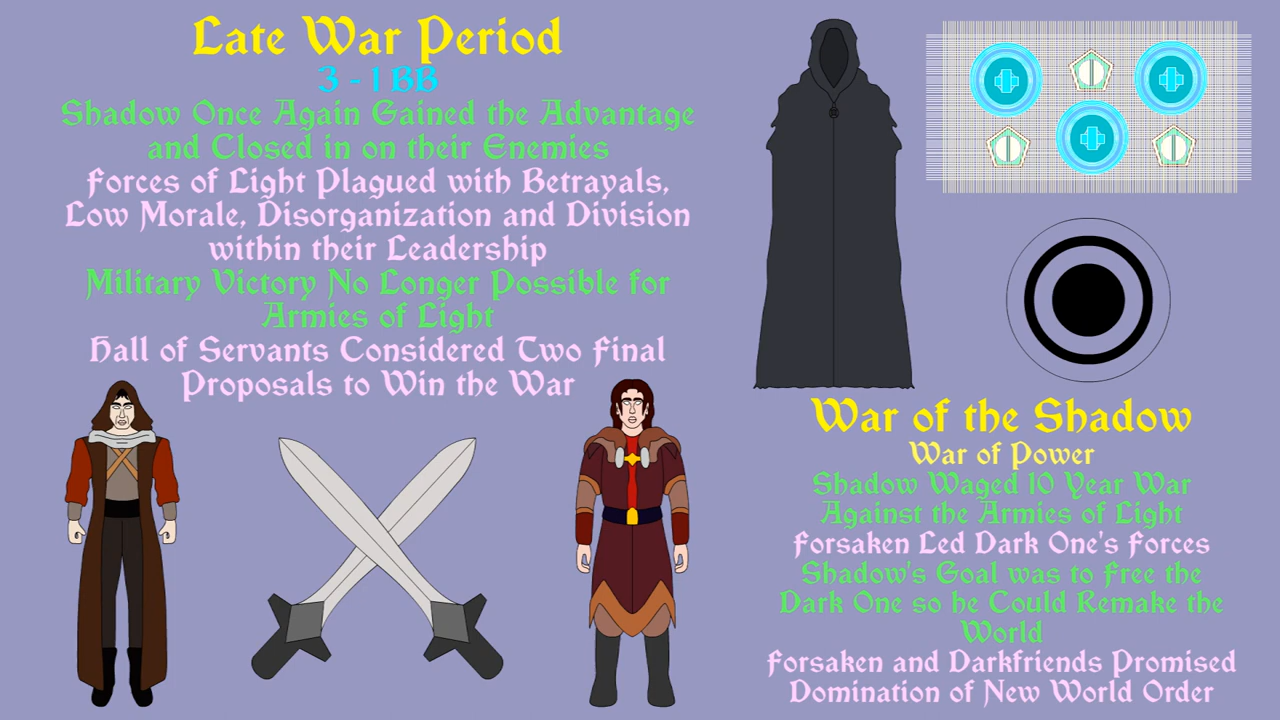 Late War Period
3 - 1 BB
Shadow Once Again Gained the Advantage
and Closed in on their Enemies
Forces of Light Plagued with Betrayals,
Low Morale, Disorganization and Division
within their Leadership
Military Victory No Longer Possible for
Armies of Light
Hall of Servants Considered Two Final
Proposals to Win the War
War of the Shadow
War of Power
Shadow Waged 10 Year War
Against the Armies of Light
Forsaken Led Dark One's Forces
Shadow's Goal was to Free the
Dark One so he Could Remake the
World
Forsaken and Darkfriends Promised
Domination of New World Order